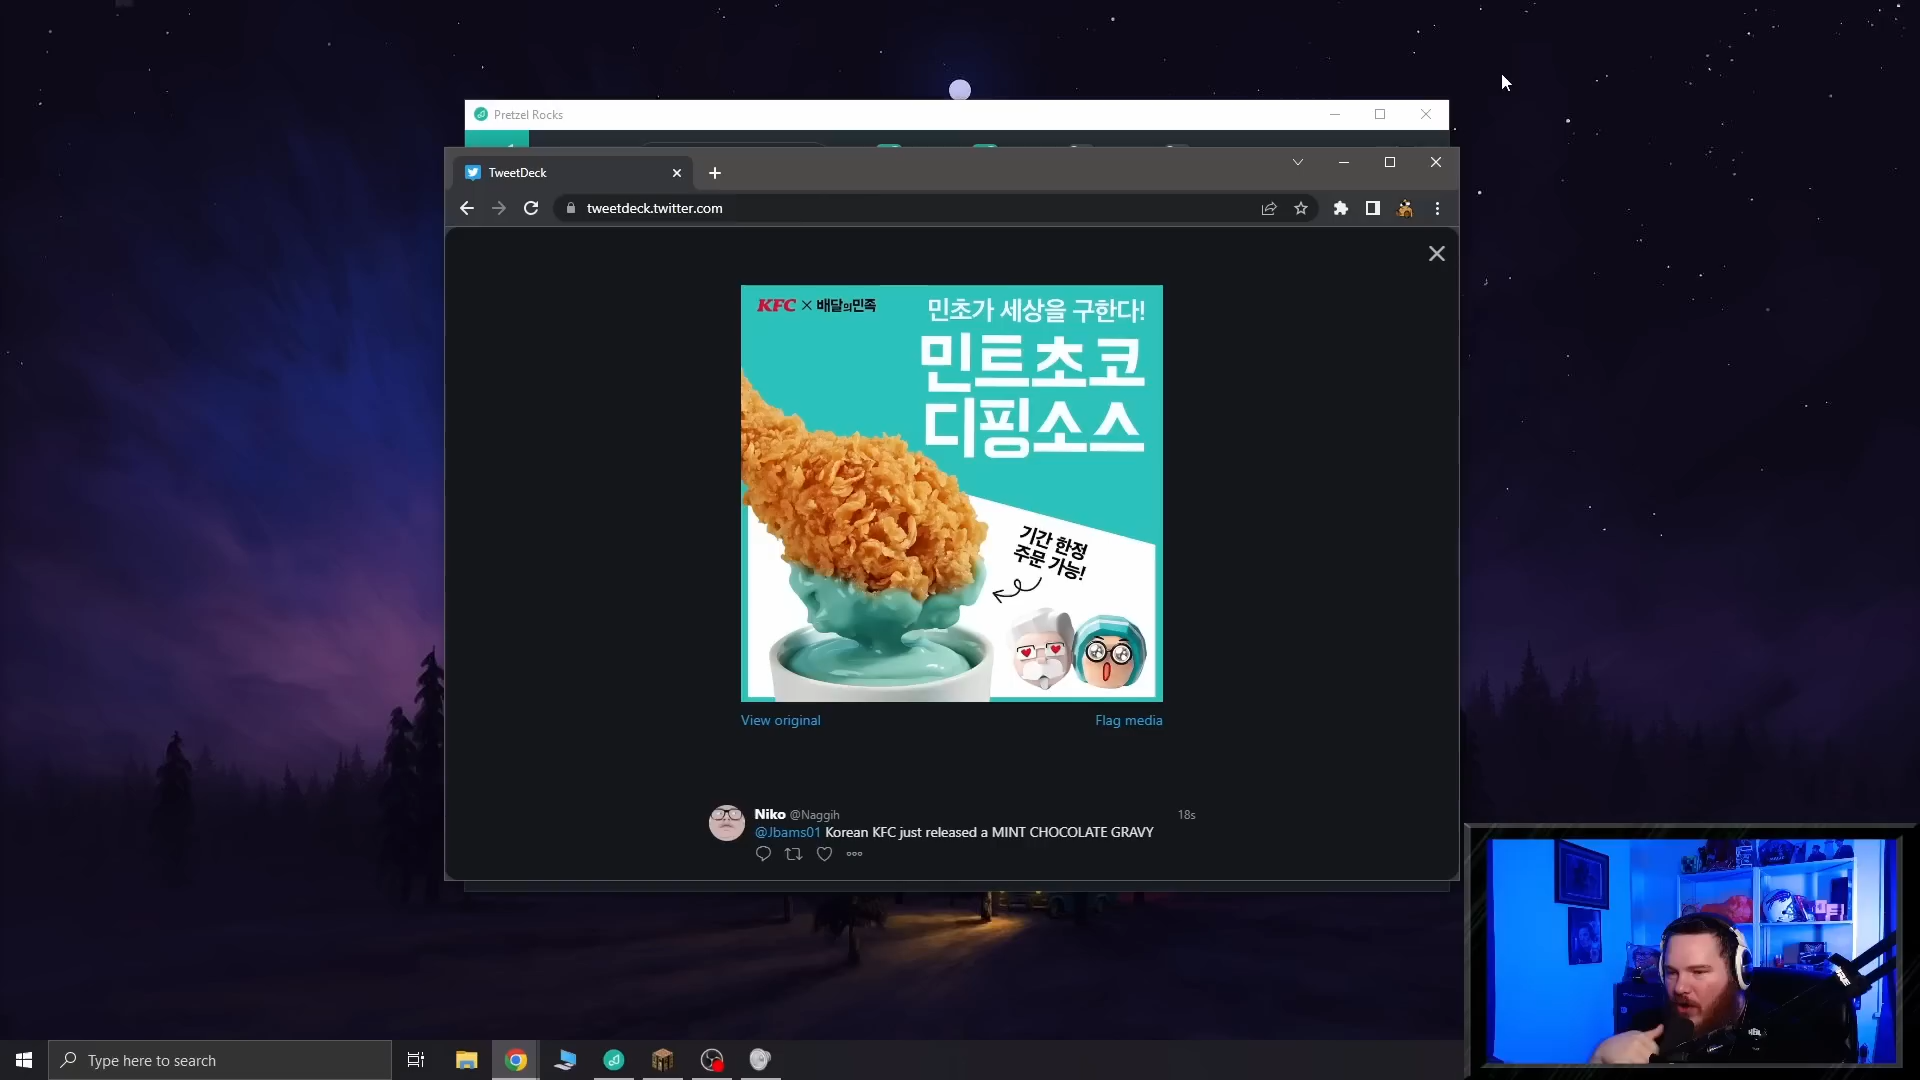 Pretzel Rocks
TweetDeck
tweetdeck.twitter.com
KFC × 배달의민족
민초가 세상을 구한다!
민트초코
디핑소스
기간 한정
주문 가능!
View original
Flag media
Niko @Naggih
18s
@Jbams01 Korean KFC just released a MINT CHOCOLATE GRAVY
Type here to search